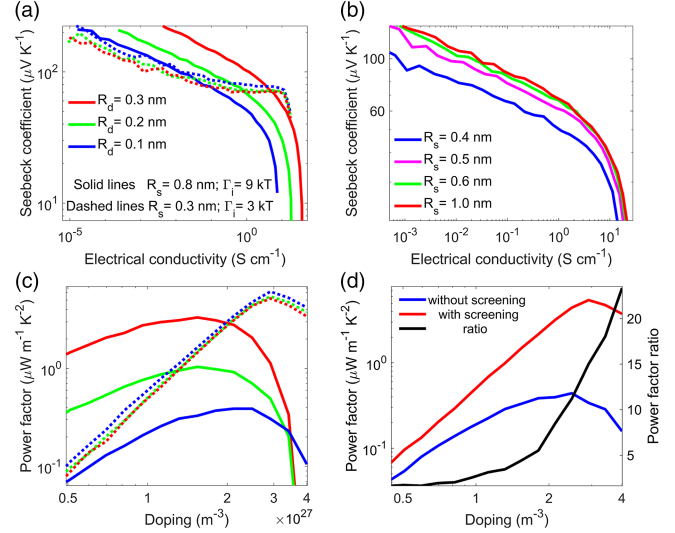 (a)
Seebeck coefficient (μV K⁻¹)
10²
10¹
R_d= 0.3 nm
R_d= 0.2 nm
R_d= 0.1 nm
Solid lines R_s= 0.8 nm; Γ_i= 9 kT
Dashed lines R_s= 0.3 nm; Γ_i= 3 kT
10⁻⁵
10⁰
Electrical conductivity (S cm⁻¹)
(b)
Seebeck coefficient (μV K⁻¹)
100
60
R_s= 0.4 nm
R_s= 0.5 nm
R_s= 0.6 nm
R_s= 1.0 nm
10⁻³ 10⁻² 10⁻¹ 10⁰ 10¹
Electrical conductivity (S cm⁻¹)
(c)
Power factor (μW m⁻¹ K⁻²)
10⁰
10⁻¹
0.5 1 2 3 4
Doping (m⁻³)
×10²⁷
(d)
Power factor (μW m⁻¹ K⁻²)
10⁰
10⁻¹
without screening
with screening
ratio
20
15
10
5
Power factor ratio
0.5 1 2 3 4
Doping (m⁻³)